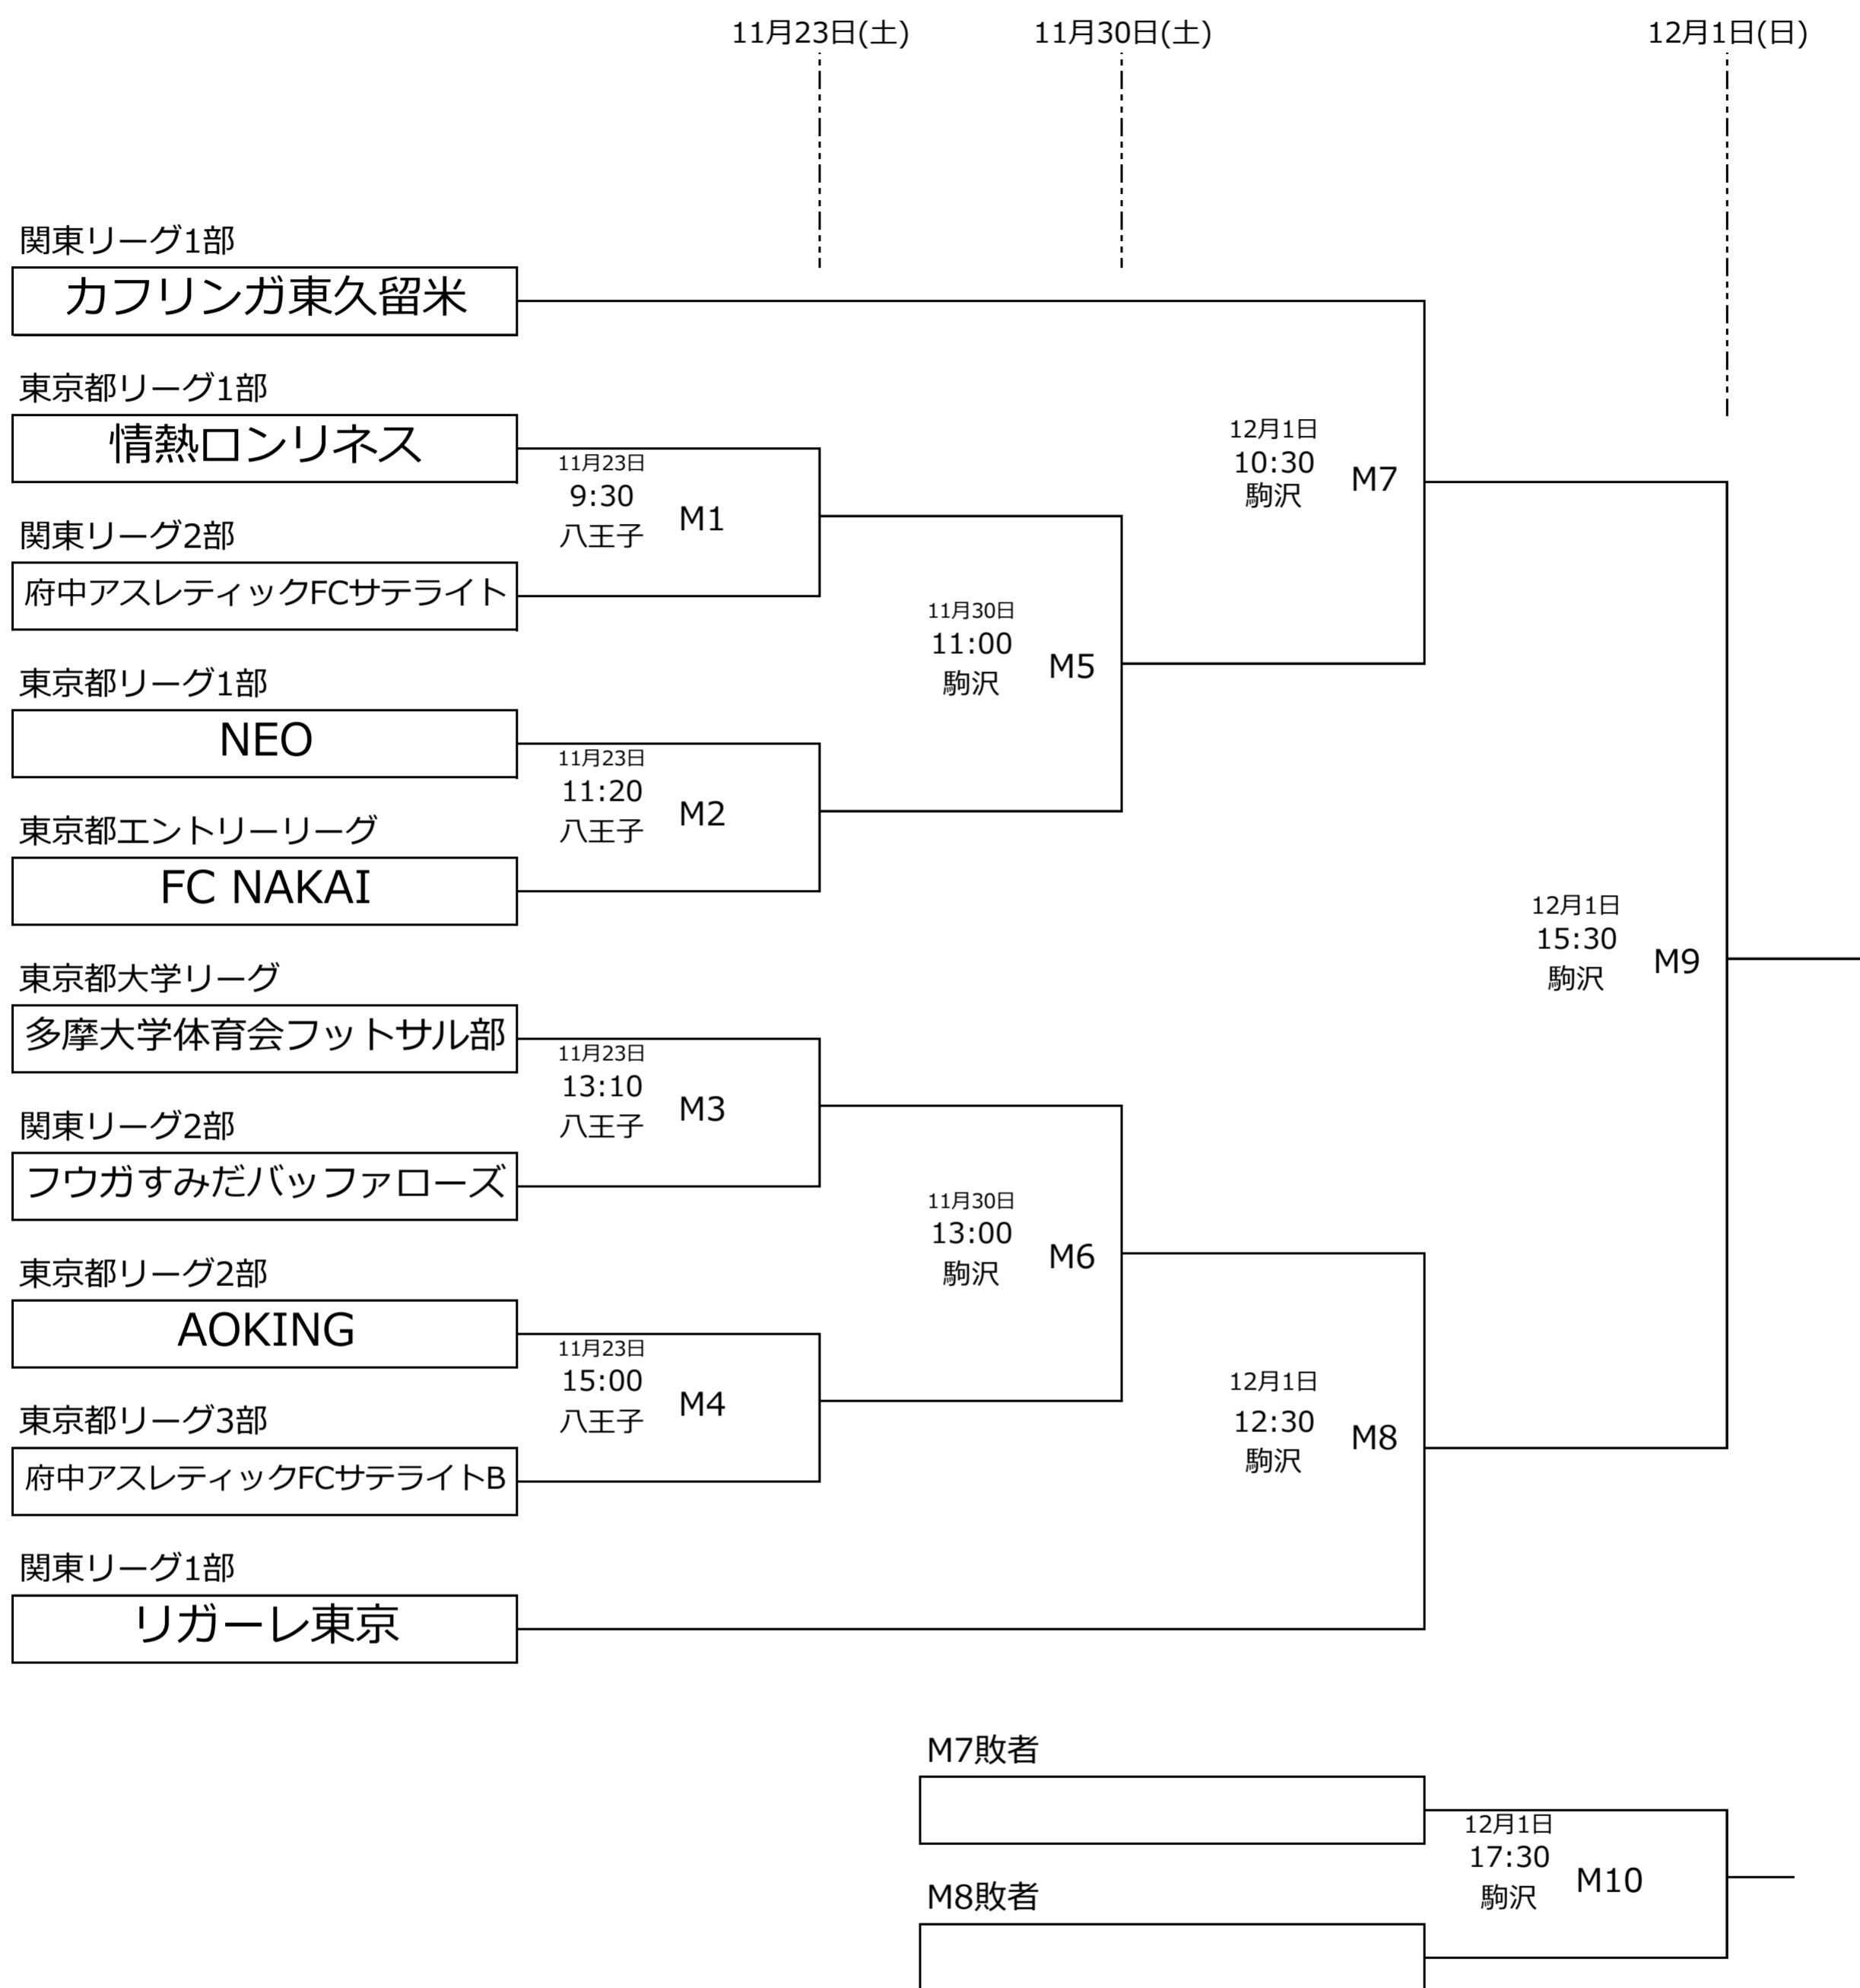 11月23日(土)
11月30日(土)
12月1日(日)
関東リーグ1部
カフリンガ東久留米
東京都リーグ1部
情熱ロンリネス
11月23日
9:30
八王子
M1
関東リーグ2部
府中アスレティックFCサテライト
12月1日
10:30
駒沢
M7
11月30日
11:00
駒沢
M5
東京都リーグ1部
NEO
11月23日
11:20
八王子
M2
東京都エントリーリーグ
FC NAKAI
12月1日
15:30
駒沢
M9
東京都大学リーグ
多摩大学体育会フットサル部
11月23日
13:10
八王子
M3
関東リーグ2部
フウガすみだバッファローズ
11月30日
13:00
駒沢
M6
東京都リーグ2部
AOKING
11月23日
15:00
八王子
M4
東京都リーグ3部
府中アスレティックFCサテライトB
12月1日
12:30
駒沢
M8
関東リーグ1部
リガーレ東京
M7敗者
12月1日
17:30
駒沢
M10
M8敗者